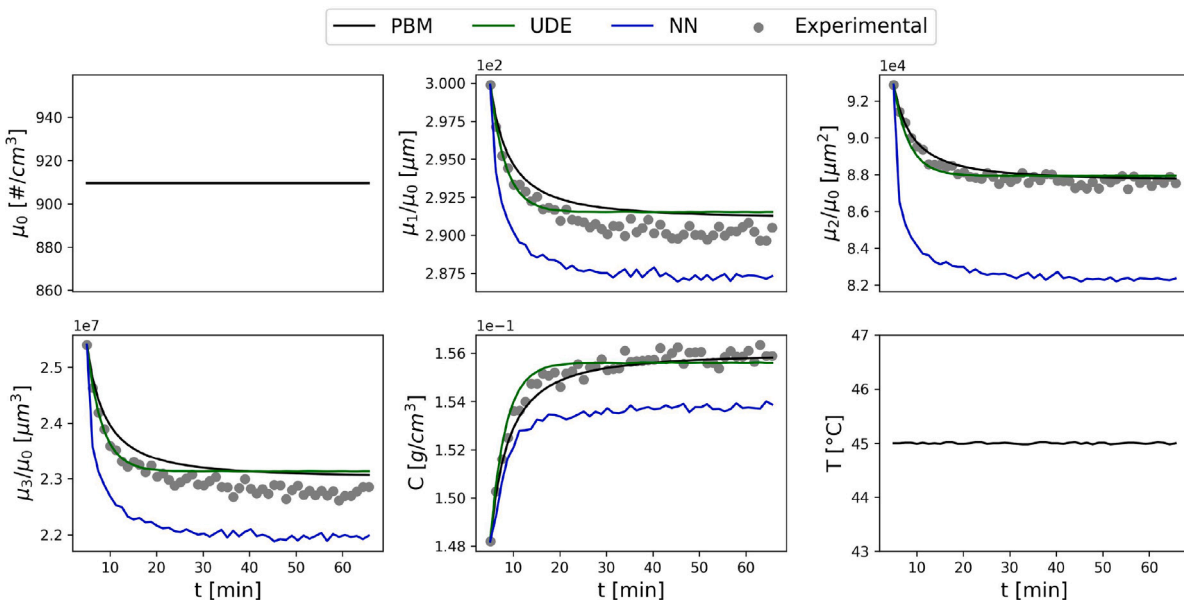 PBM UDE NN Experimental
μ₀ [#/cm³]
940
920
900
880
860
1e2
μ₁/μ₀ [μm]
3.000
2.975
2.950
2.925
2.900
2.875
1e4
μ₂/μ₀ [μm²]
9.2
9.0
8.8
8.6
8.4
8.2
1e7
μ₃/μ₀ [μm³]
2.5
2.4
2.3
2.2
10 20 30 40 50 60
t [min]
1e−1
C [g/cm³]
1.56
1.54
1.52
1.50
1.48
10 20 30 40 50 60
t [min]
T [°C]
47
46
45
44
43
10 20 30 40 50 60
t [min]